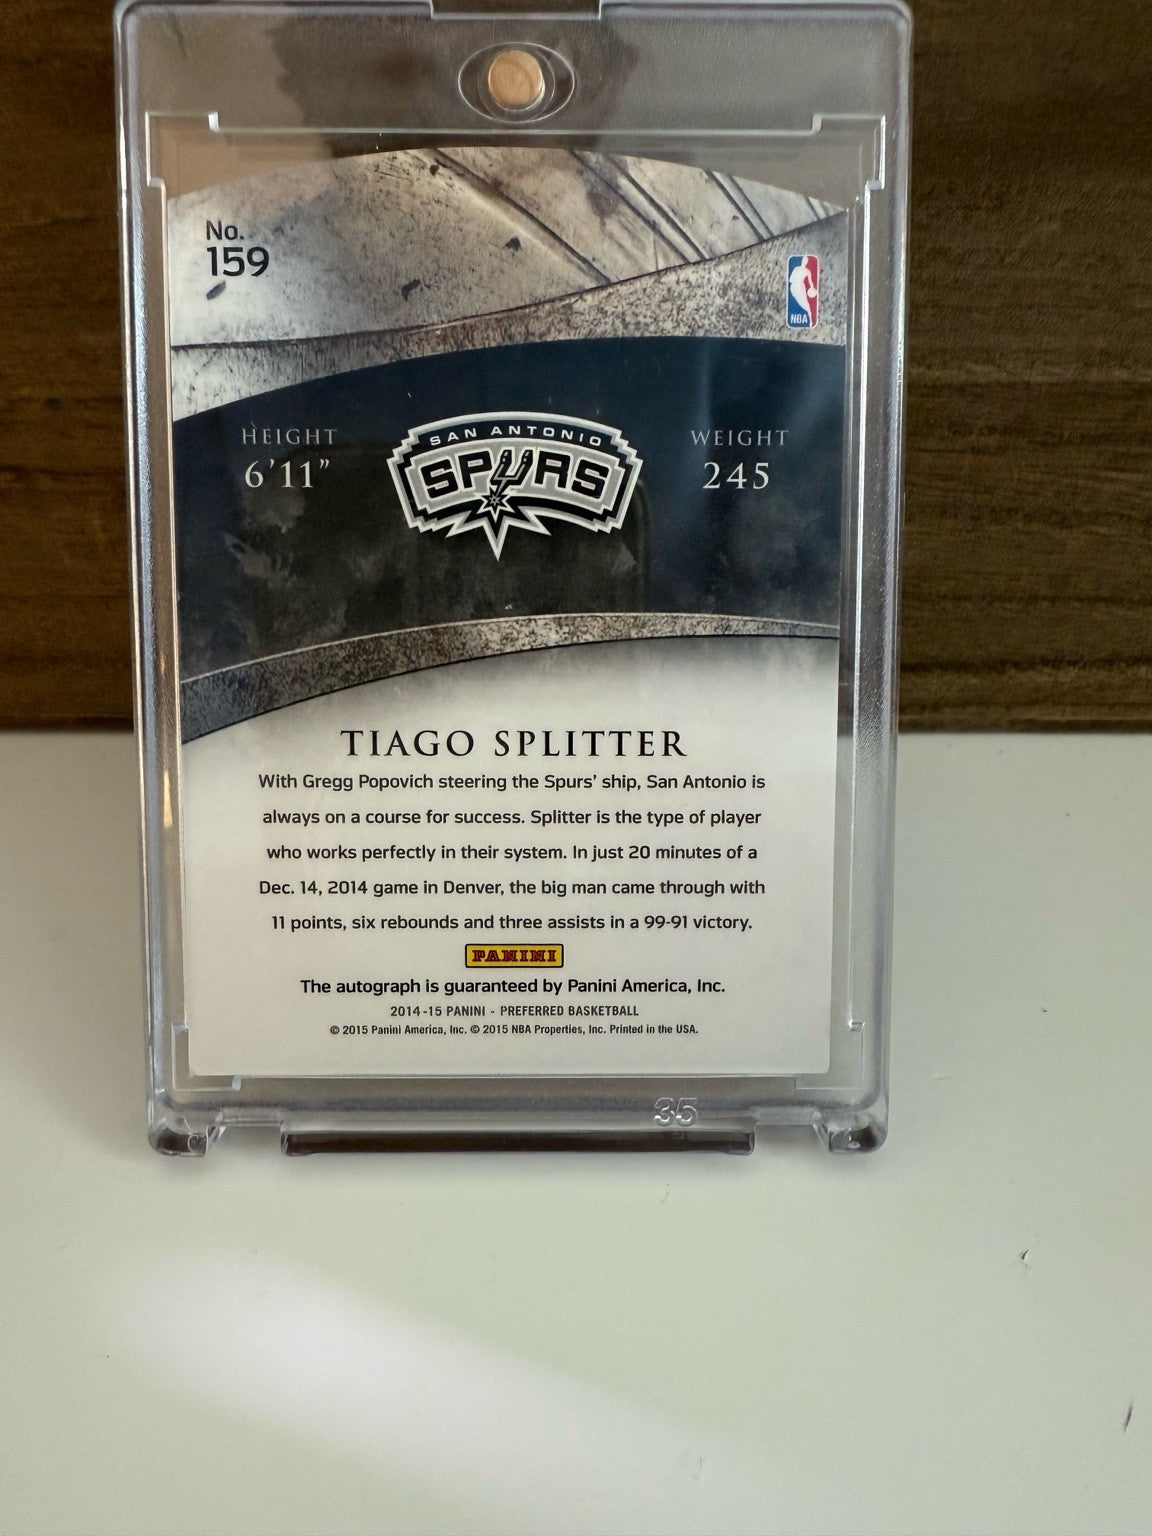 No.
159
NBA
HEIGHT
6'11"
SAN ANTONIO
SPURS
WEIGHT
245
TIAGO SPLITTER
With Gregg Popovich steering the Spurs' ship, San Antonio is
always on a course for success. Splitter is the type of player
who works perfectly in their system. In just 20 minutes of a
Dec. 14, 2014 game in Denver, the big man came through with
11 points, six rebounds and three assists in a 99-91 victory.
PANINI
The autograph is guaranteed by Panini America, Inc.
2014-15 PANINI - PREFERRED BASKETBALL
© 2015 Panini America, Inc. © 2015 NBA Properties, Inc. Printed in the USA.
35